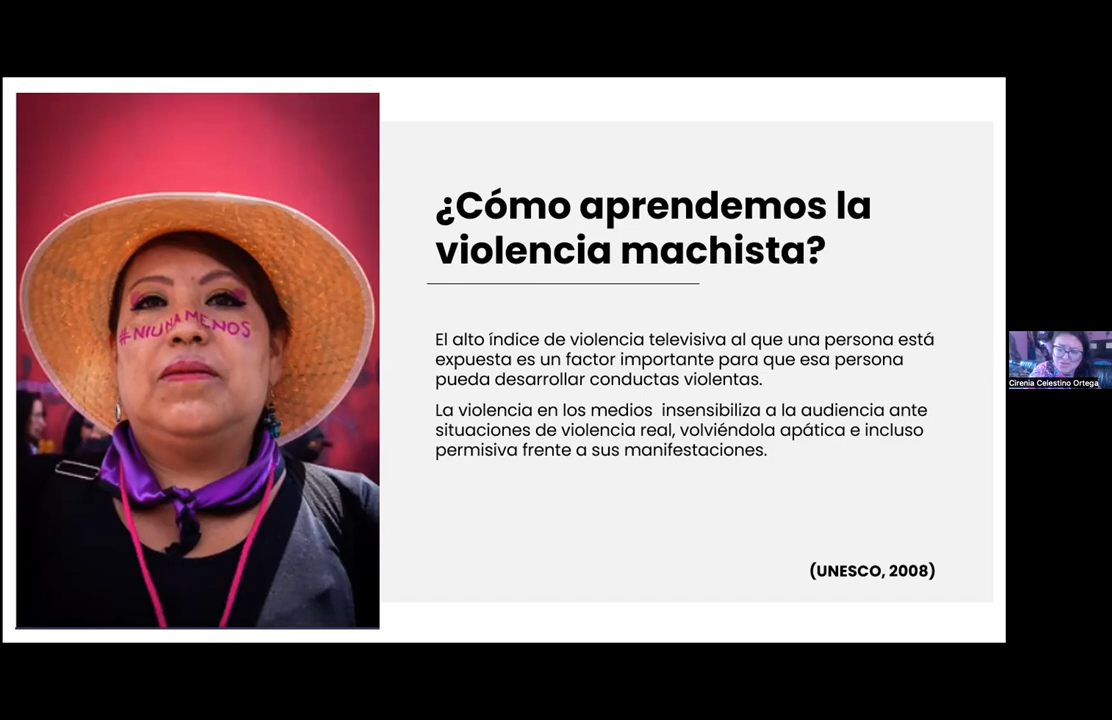 #NIUNAMENOS
¿Cómo aprendemos la
violencia machista?
El alto índice de violencia televisiva al que una persona está
expuesta es un factor importante para que esa persona
pueda desarrollar conductas violentas.
La violencia en los medios  insensibiliza a la audiencia ante
situaciones de violencia real, volviéndola apática e incluso
permisiva frente a sus manifestaciones.
(UNESCO, 2008)
Cirenia Celestino Ortega